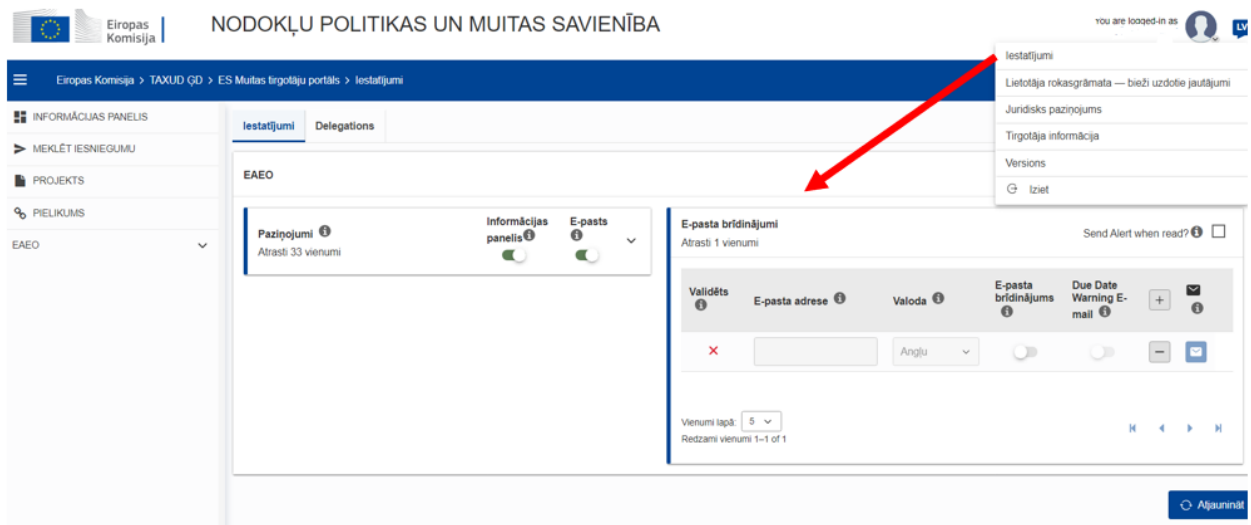 Eiropas
Komisija
NODOKĻU POLITIKAS UN MUITAS SAVIENĪBA
You are logged-in as
LV
Eiropas Komisija > TAXUD ĢD > ES Muitas tirgotāju portāls > Iestatījumi
Iestatījumi
Lietotāja rokasgrāmata — bieži uzdotie jautājumi
Juridisks paziņojums
Tirgotāja informācija
Versions
Iziet
INFORMĀCIJAS PANELIS
MEKLĒT IESNIEGUMU
PROJEKTS
PIELIKUMS
EAEO
Iestatījumi Delegations
EAEO
Paziņojumi
Atrasti 33 vienumi
Informācijas panelis
E-pasts
E-pasta brīdinājumi
Atrasti 1 vienumi
Send Alert when read?
Validēts
E-pasta adrese
Valoda
E-pasta
brīdinājums
Due Date
Warning E-
mail
Angļu
Vienumi lapā: 5
Redzami vienumi 1–1 of 1
Atjaunināt